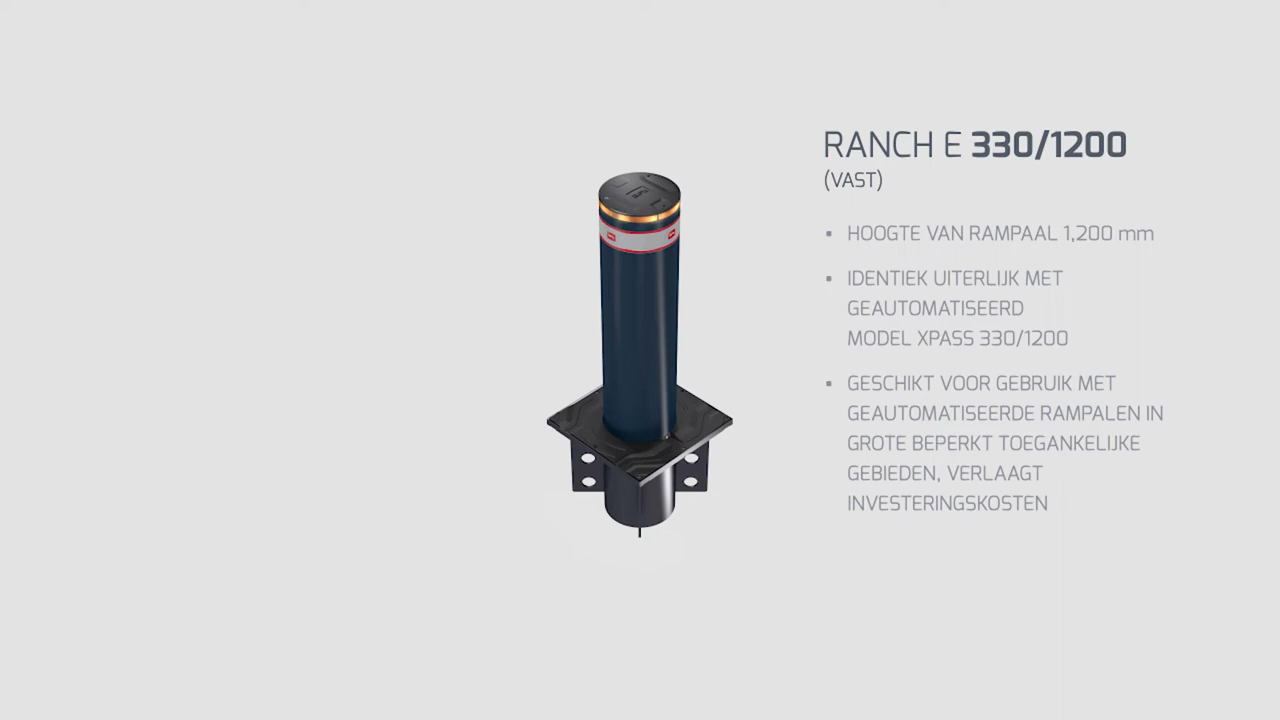 RANCH E 330/1200
(VAST)
▪ HOOGTE VAN RAMPAAL 1,200 mm
▪ IDENTIEK UITERLIJK MET
GEAUTOMATISEERD
MODEL XPASS 330/1200
▪ GESCHIKT VOOR GEBRUIK MET
GEAUTOMATISEERDE RAMPALEN IN
GROTE BEPERKT TOEGANKELIJKE
GEBIEDEN, VERLAAGT
INVESTERINGSKOSTEN